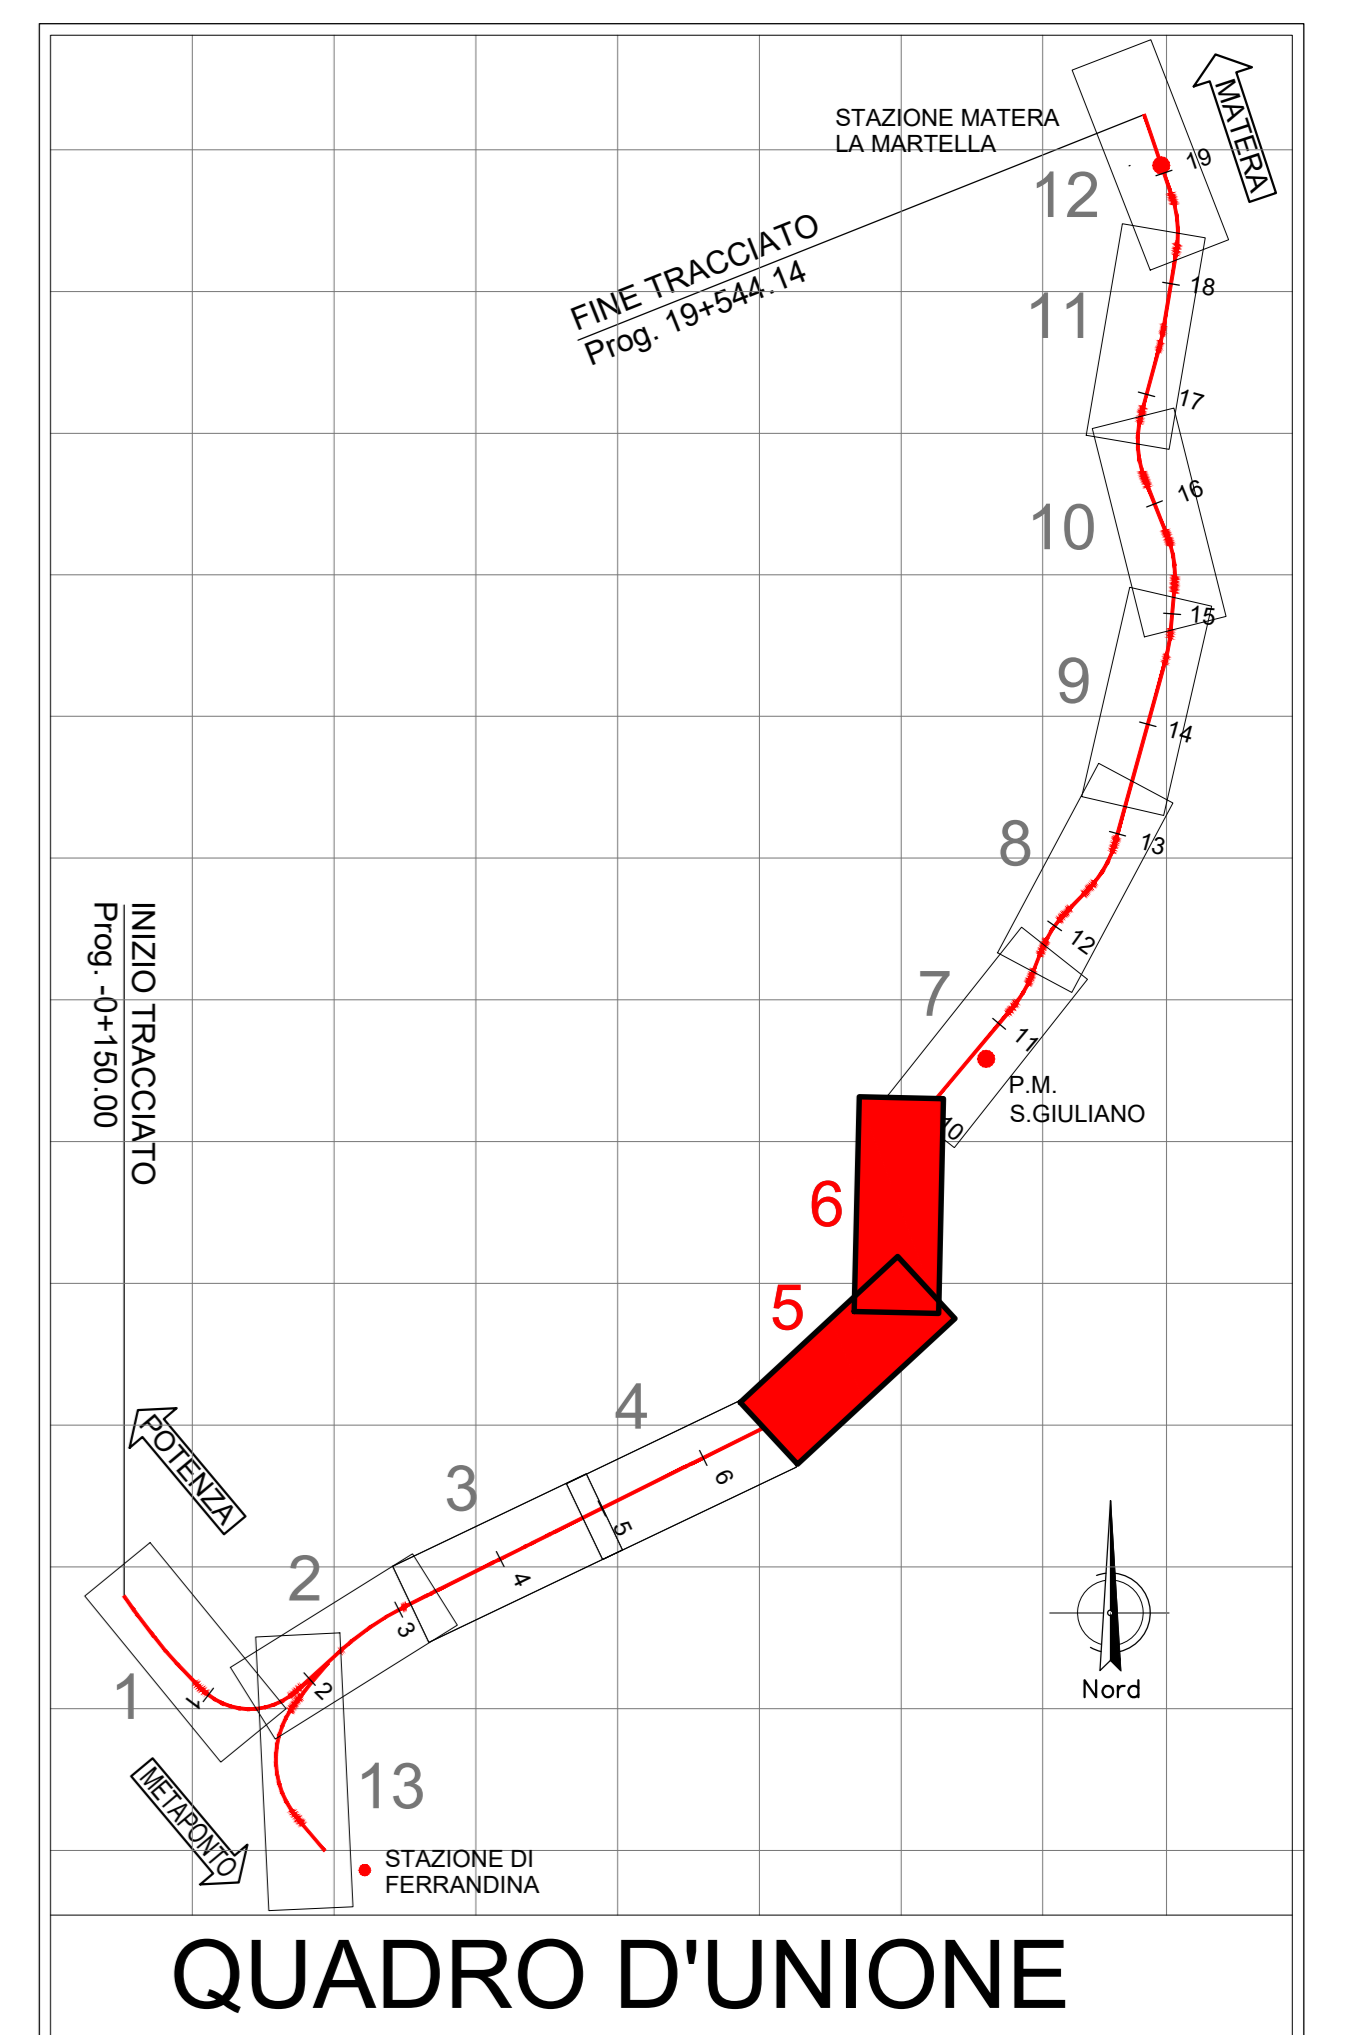 STAZIONE MATERA
LA MARTELLA
MATERA
19
12
FINE TRACCIATO
Prog. 19+544.14
18
11
17
16
10
15
9
14
8
13
12
7
11
P.M.
S.GIULIANO
10
INIZIO TRACCIATO
Prog. -0+150.00
6
5
4
POTENZA
6
3
5
2
4
3
1
1
2
Nord
METAPONTO
13
STAZIONE DI
FERRANDINA
QUADRO D'UNIONE